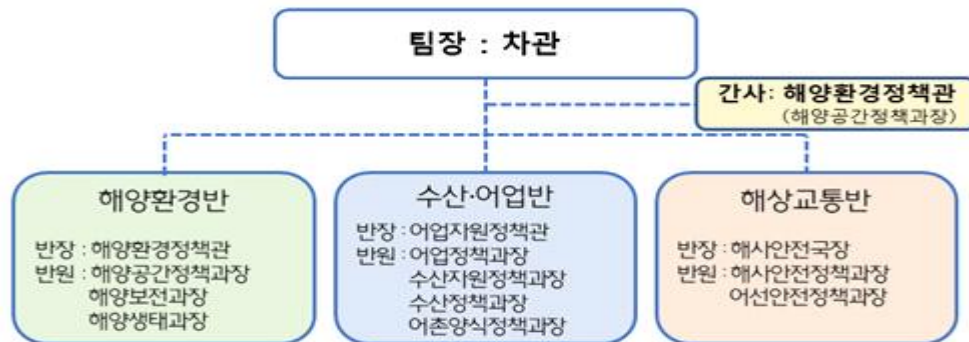 팀장 : 차관
간사: 해양환경정책관
(해양공간정책과장)
해양환경반
반장 : 해양환경정책관
반원 : 해양공간정책과장
해양보전과장
해양생태과장
수산·어업반
반장 : 어업자원정책관
반원 : 어업정책과장
수산자원정책과장
수산정책과장
어촌양식정책과장
해상교통반
반장 : 해사안전국장
반원 : 해사안전정책과장
어선안전정책과장